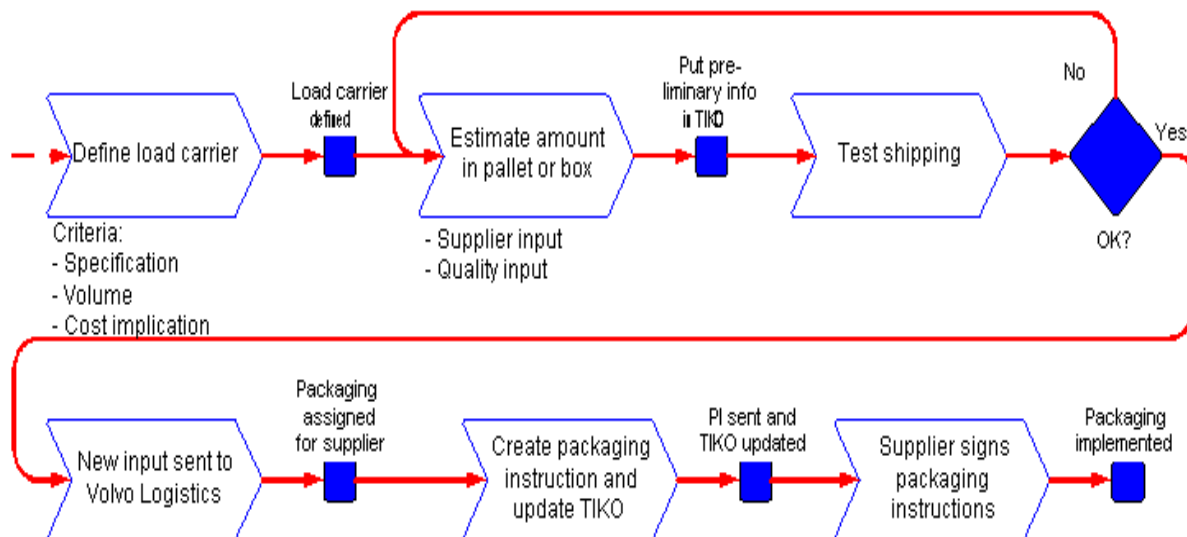 Define load carrier
Criteria:
- Specification
- Volume
- Cost implication
Load carrier
defined
Estimate amount
in pallet or box
- Supplier input
- Quality input
Put pre-
liminary info
in TIKO
Test shipping
No
Yes
OK?
New input sent to
Volvo Logistics
Packaging
assigned
for supplier
Create packaging
instruction and
update TIKO
PI sent and
TIKO updated
Supplier signs
packaging
instructions
Packaging
implemented